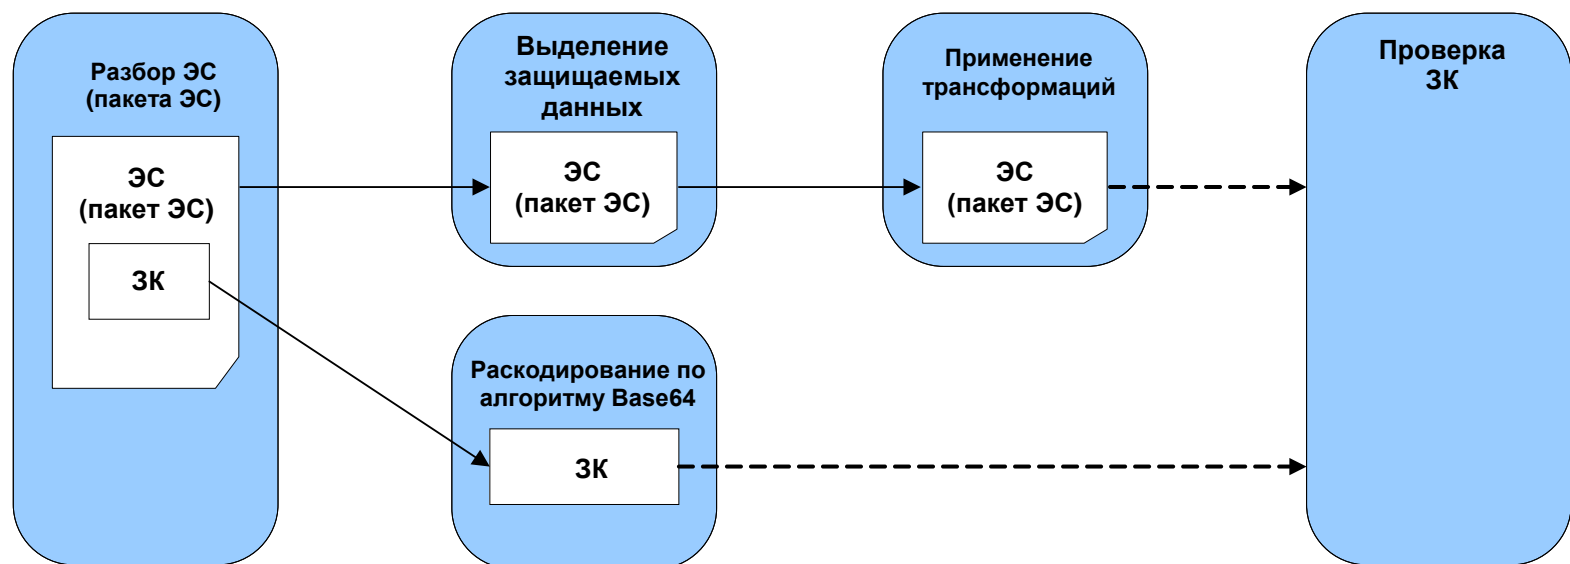 Разбор ЭС
(пакета ЭС)
ЭС
(пакет ЭС)
ЗК
Выделение
защищаемых
данных
ЭС
(пакет ЭС)
Применение
трансформаций
ЭС
(пакет ЭС)
Раскодирование по
алгоритму Base64
ЗК
Проверка
ЗК